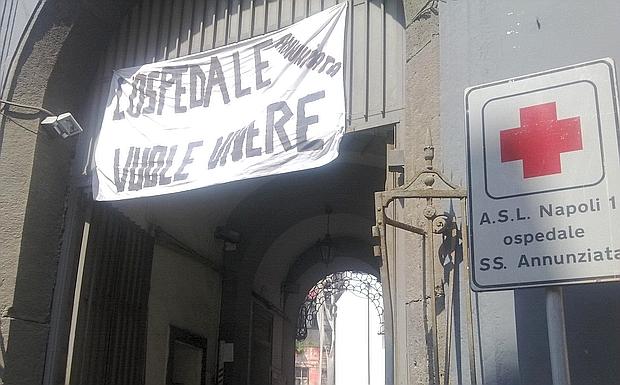 L'OSPEDALE ANNUNZIATA
VUOLE VIVERE
A.S.L. Napoli 1
ospedale
SS. Annunziata